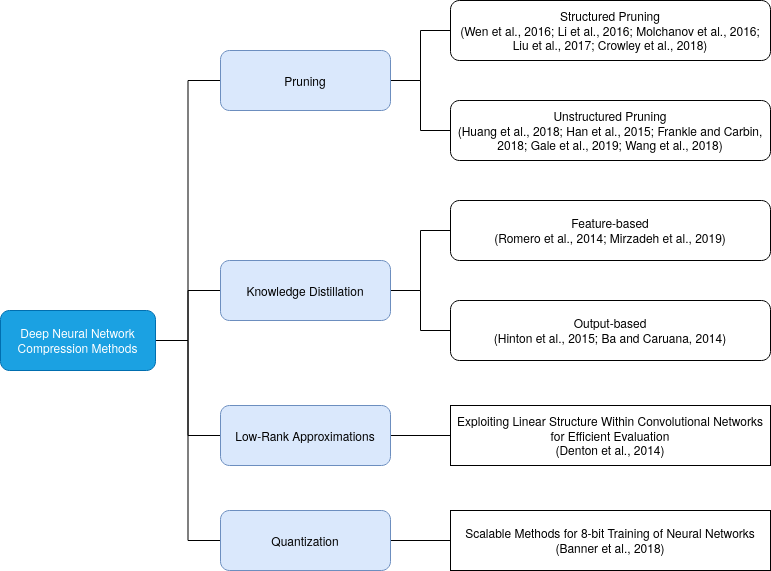 Structured Pruning
(Wen et al., 2016; Li et al., 2016; Molchanov et al., 2016;
Liu et al., 2017; Crowley et al., 2018)
Pruning
Unstructured Pruning
(Huang et al., 2018; Han et al., 2015; Frankle and Carbin,
2018; Gale et al., 2019; Wang et al., 2018)
Feature-based
(Romero et al., 2014; Mirzadeh et al., 2019)
Knowledge Distillation
Output-based
(Hinton et al., 2015; Ba and Caruana, 2014)
Deep Neural Network
Compression Methods
Low-Rank Approximations
Exploiting Linear Structure Within Convolutional Networks
for Efficient Evaluation
(Denton et al., 2014)
Quantization
Scalable Methods for 8-bit Training of Neural Networks
(Banner et al., 2018)